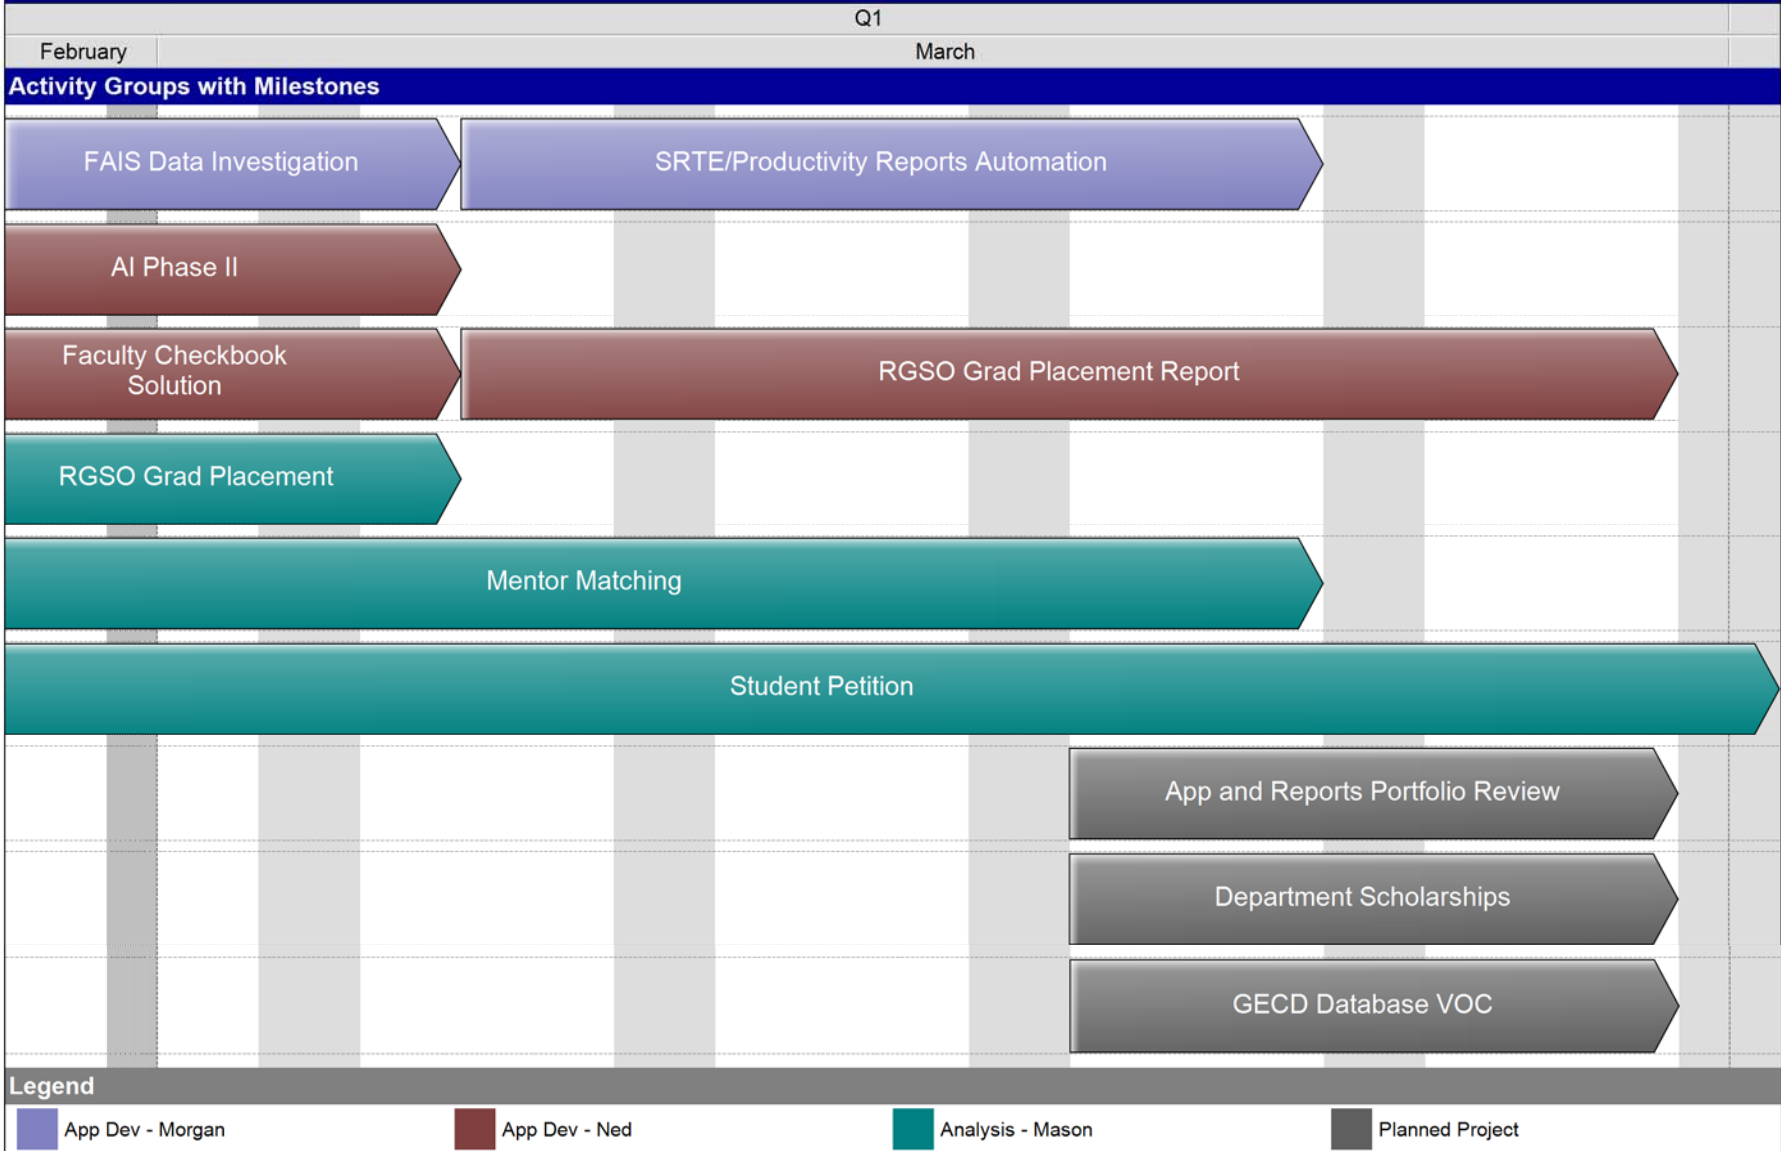 Q1
February
March
Activity Groups with Milestones
FAIS Data Investigation
SRTE/Productivity Reports Automation
AI Phase II
Faculty Checkbook
Solution
RGSO Grad Placement Report
RGSO Grad Placement
Mentor Matching
Student Petition
App and Reports Portfolio Review
Department Scholarships
GECD Database VOC
Legend
App Dev - Morgan
App Dev - Ned
Analysis - Mason
Planned Project